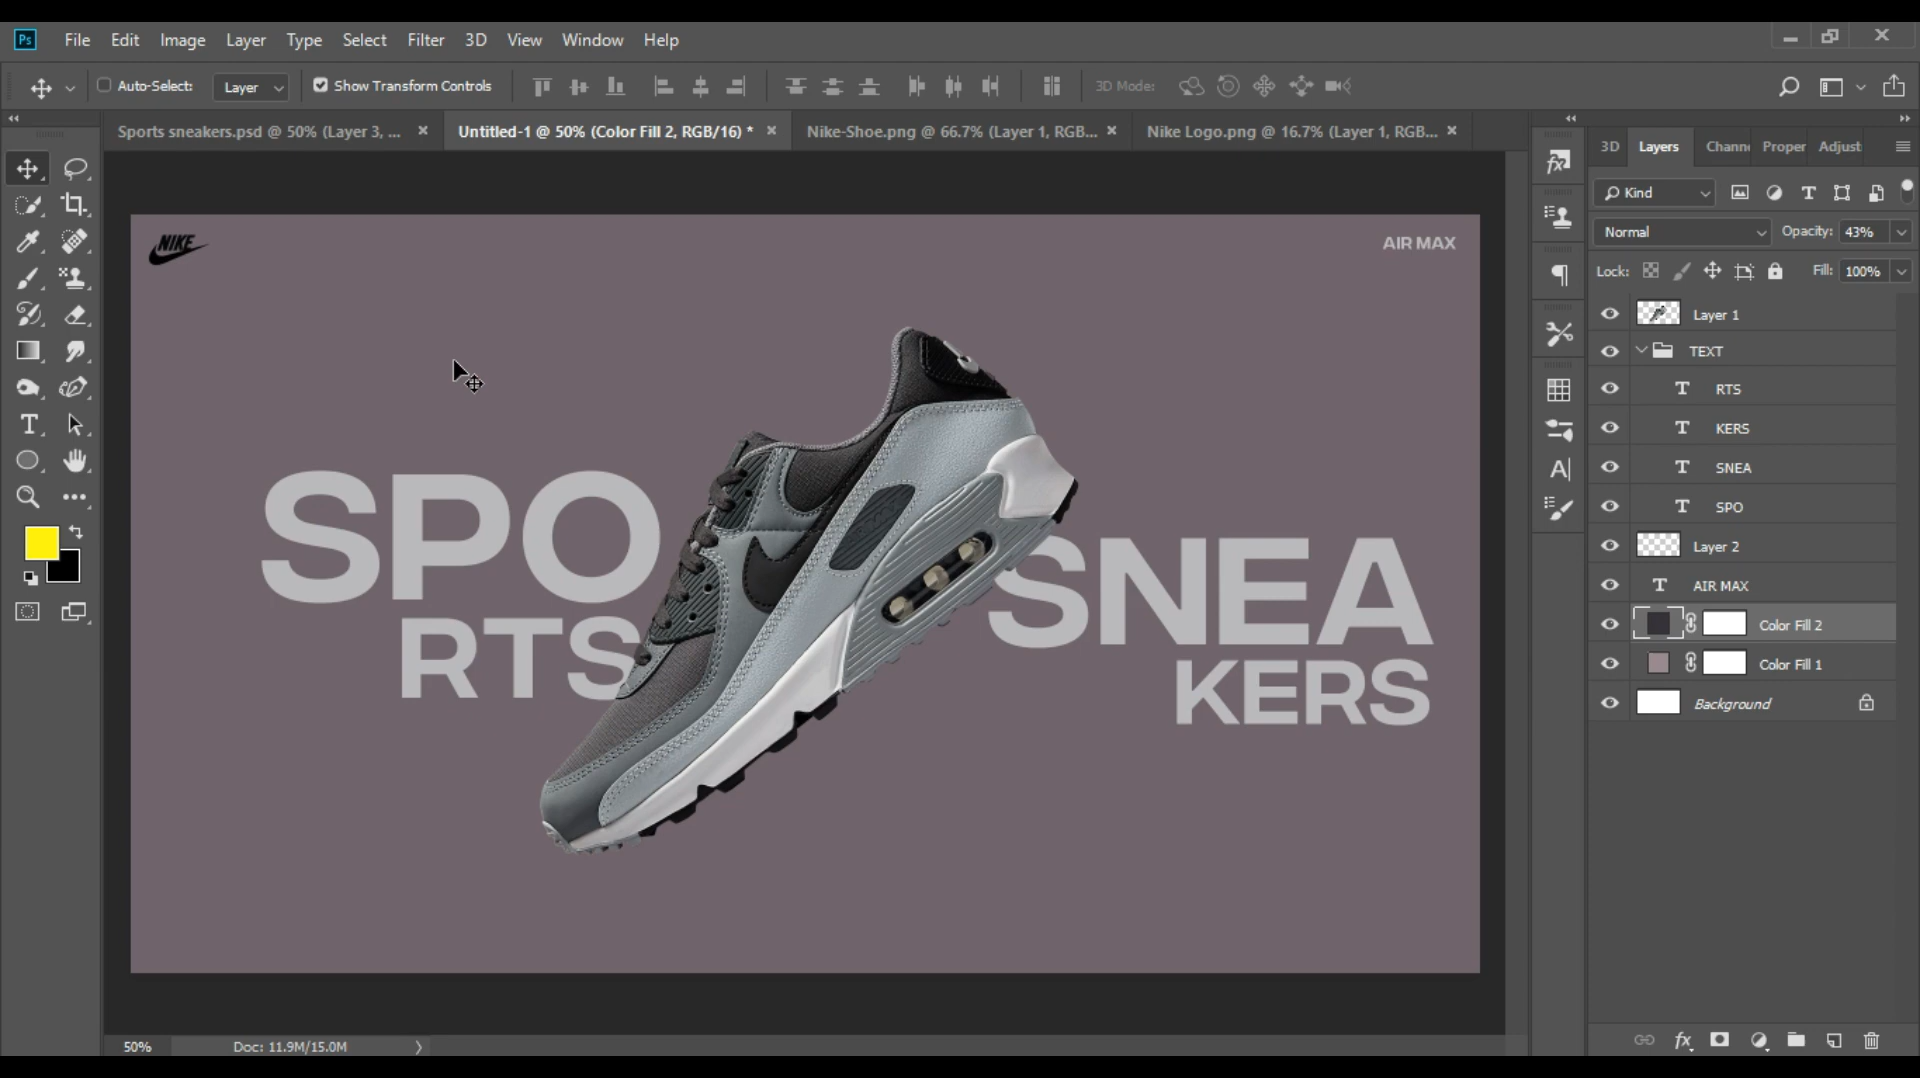 Ps File Edit Image Layer Type Select Filter 3D View Window Help
Auto-Select: Layer Show Transform Controls 3D Mode:
Sports sneakers.psd @ 50% (Layer 3, ... × Untitled-1 @ 50% (Color Fill 2, RGB/16) * × Nike-Shoe.png @ 66.7% (Layer 1, RGB... × Nike Logo.png @ 16.7% (Layer 1, RGB... ×
3D Layers Chann Proper Adjust
Kind
Normal Opacity: 43%
Lock: Fill: 100%
NIKE
AIR MAX
SPO
RTS
SNEA
KERS
Layer 1
TEXT
T RTS
T KERS
T SNEA
T SPO
Layer 2
T AIR MAX
Color Fill 2
Color Fill 1
Background
50% Doc: 11.9M/15.0M